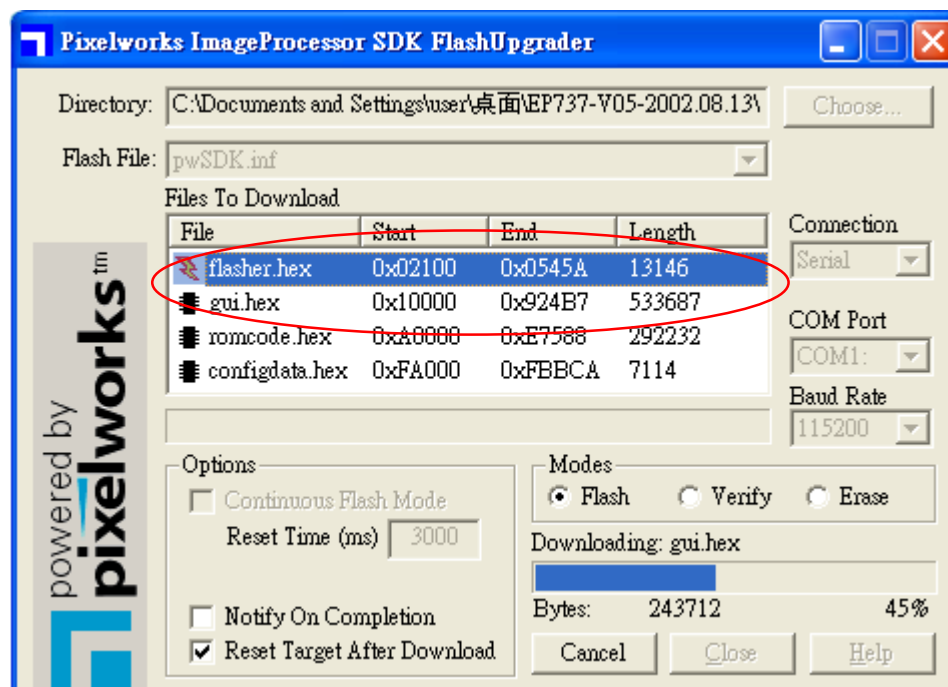 Pixelworks ImageProcessor SDK FlashUpgrader
Directory: C:\Documents and Settings\user\桌面\EP737-V05-2002.08.13\ Choose...
Flash File: pwSDK.inf
Files To Download
File Start End Length
flasher.hex 0x02100 0x0545A 13146
gui.hex 0x10000 0x924B7 533687
romcode.hex 0xA0000 0xE7588 292232
configdata.hex 0xFA000 0xFBBCA 7114
Connection
Serial
COM Port
COM1:
Baud Rate
115200
powered by
pixelworks tm
Options
Continuous Flash Mode
Reset Time (ms) 3000
Notify On Completion
Reset Target After Download
Modes
Flash Verify Erase
Downloading: gui.hex
Bytes: 243712 45%
Cancel Close Help